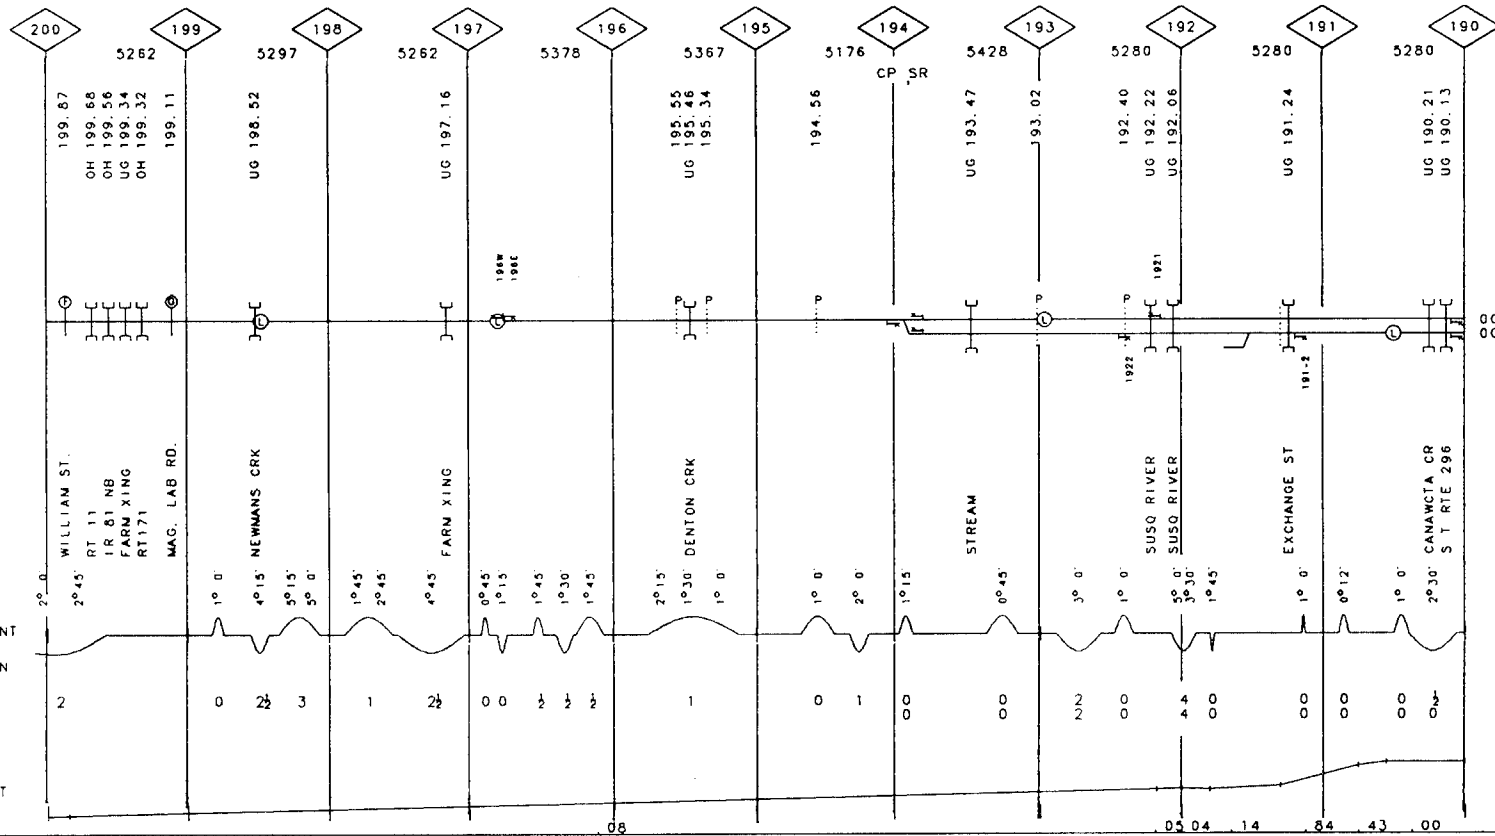 200 199 198 197 196 195 194 193 192 191 190
5262 5297 5262 5378 5367 5176 5428 5280 5280 5280
CP SR
199.87
OH 199.68
OH 199.56
UG 199.34
OH 199.32
199.11
UG 198.52
UG 197.16
195.55
UG 195.46
195.34
194.56
UG 193.47
193.02
192.40
UG 192.22
UG 192.06
UG 191.24
UG 190.21
UG 190.13
196W
196E
1921
P P P P P
L L L L
1922
191-2
WILLIAM ST.
RT 11
IR 81 NB
FARM XING
RT171
MAG. LAB RD.
NEWMANS CRK
FARM XING
DENTON CRK
STREAM
SUSQ RIVER
SUSQ RIVER
EXCHANGE ST
CANAWCTA CR
S T RTE 296
2° 0' 2°45' 1° 0' 4°15' 5°15' 5° 0' 1°45' 2°45' 4°45' 0°45' 1°15' 1°45' 1°30' 1°45' 2°15' 1°30' 1° 0' 1° 0' 2° 0' 1°15' 0°45' 3° 0' 1° 0' 5° 0' 3°30' 1°45' 1° 0' 0°12' 1° 0' 2°30'
NT
N
2 0 2½ 3 1 2½ 0 0 ½ ½ ½ 1 0 1 0 0 2 0 4 0 0 0 0 ½
0 0 2 0 4 0 0 0 0 0
T
.08 .05 .04 .14 .84 .43 .00